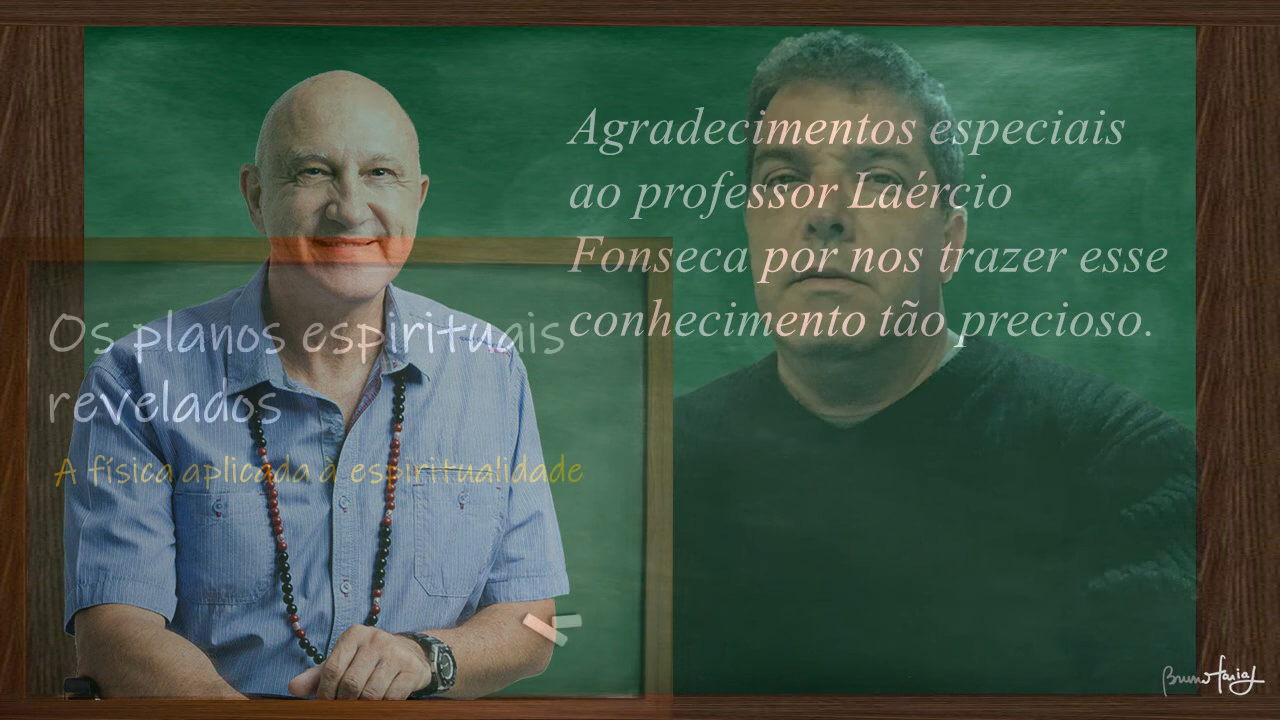 Agradecimentos especiais
ao professor Laércio
Fonseca por nos trazer esse
conhecimento tão precioso.
Os planos espirituais
revelados
A física aplicada à espiritualidade
Bruno Farias